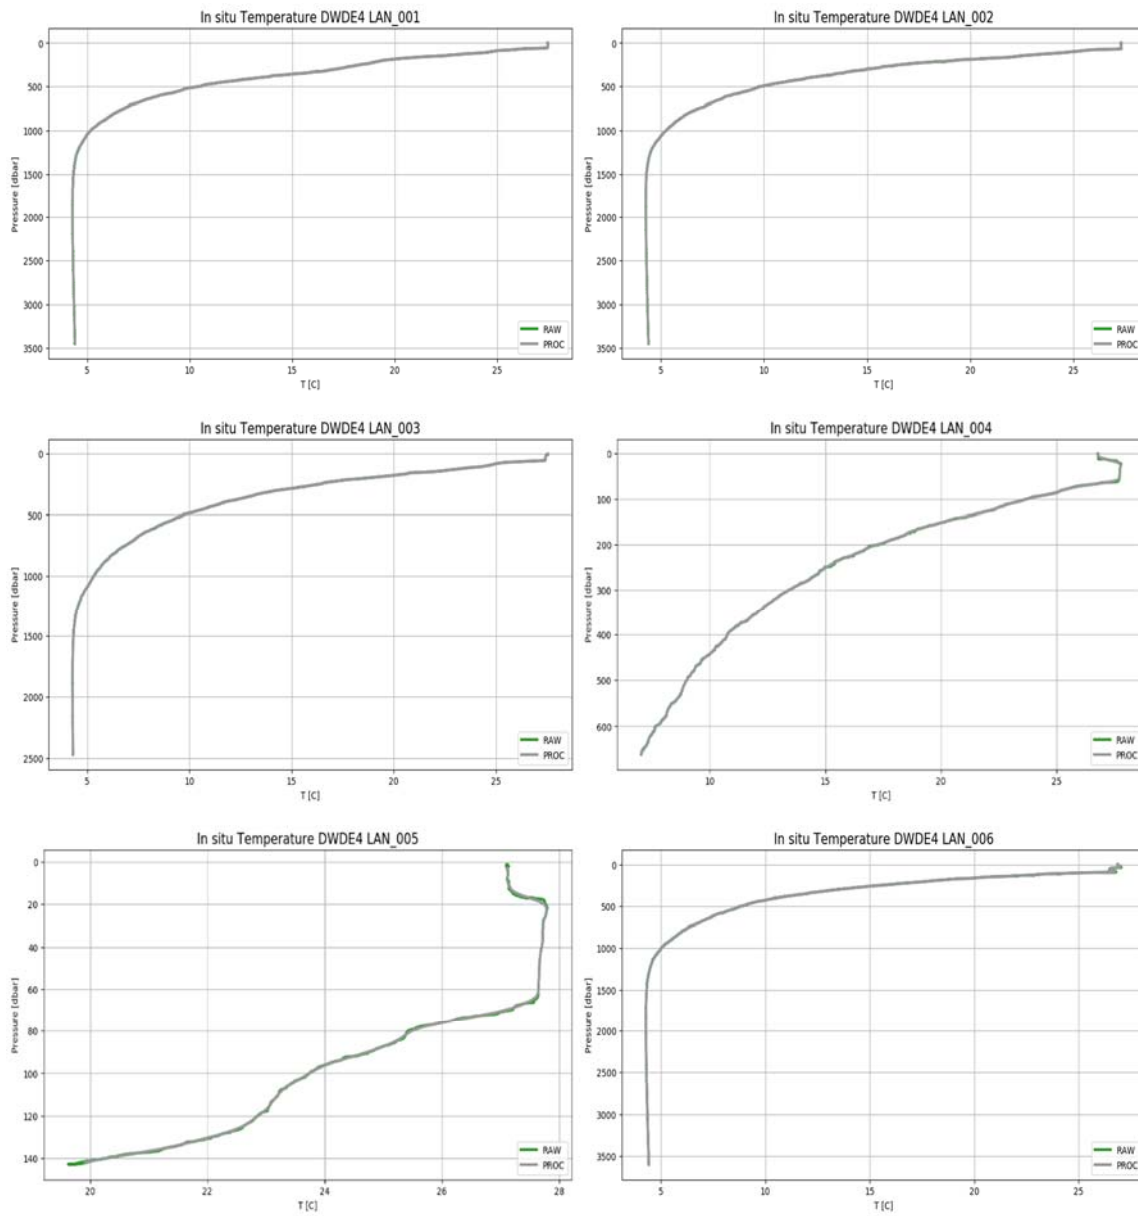 In situ Temperature DWDE4 LAN_001
0
500
1000
1500
2000
2500
3000
3500
Pressure [dbar]
5 10 15 20 25
T [C]
RAW
PROC
In situ Temperature DWDE4 LAN_002
0
500
1000
1500
2000
2500
3000
3500
Pressure [dbar]
5 10 15 20 25
T [C]
RAW
PROC
In situ Temperature DWDE4 LAN_003
0
500
1000
1500
2000
2500
Pressure [dbar]
5 10 15 20 25
T [C]
RAW
PROC
In situ Temperature DWDE4 LAN_004
0
100
200
300
400
500
600
Pressure [dbar]
10 15 20 25
T [C]
RAW
PROC
In situ Temperature DWDE4 LAN_005
0
20
40
60
80
100
120
140
Pressure [dbar]
20 22 24 26 28
T [C]
RAW
PROC
In situ Temperature DWDE4 LAN_006
0
500
1000
1500
2000
2500
3000
3500
Pressure [dbar]
5 10 15 20 25
T [C]
RAW
PROC